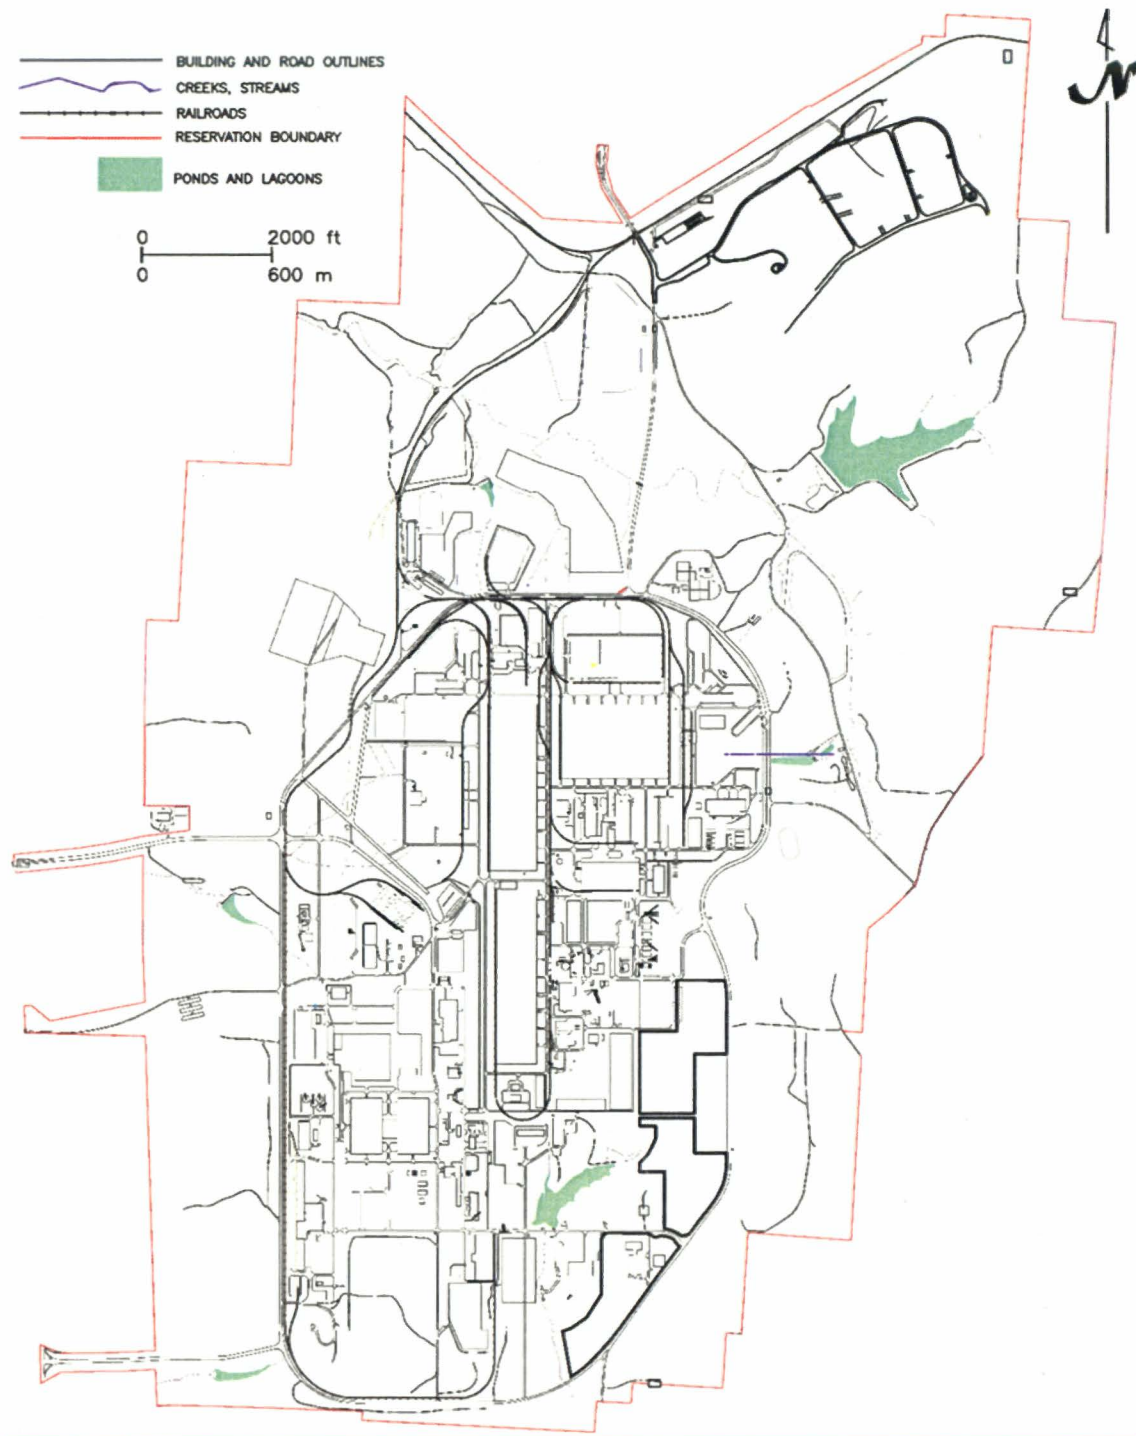 BUILDING AND ROAD OUTLINES
CREEKS, STREAMS
RAILROADS
RESERVATION BOUNDARY
PONDS AND LAGOONS
0 2000 ft
0 600 m
N